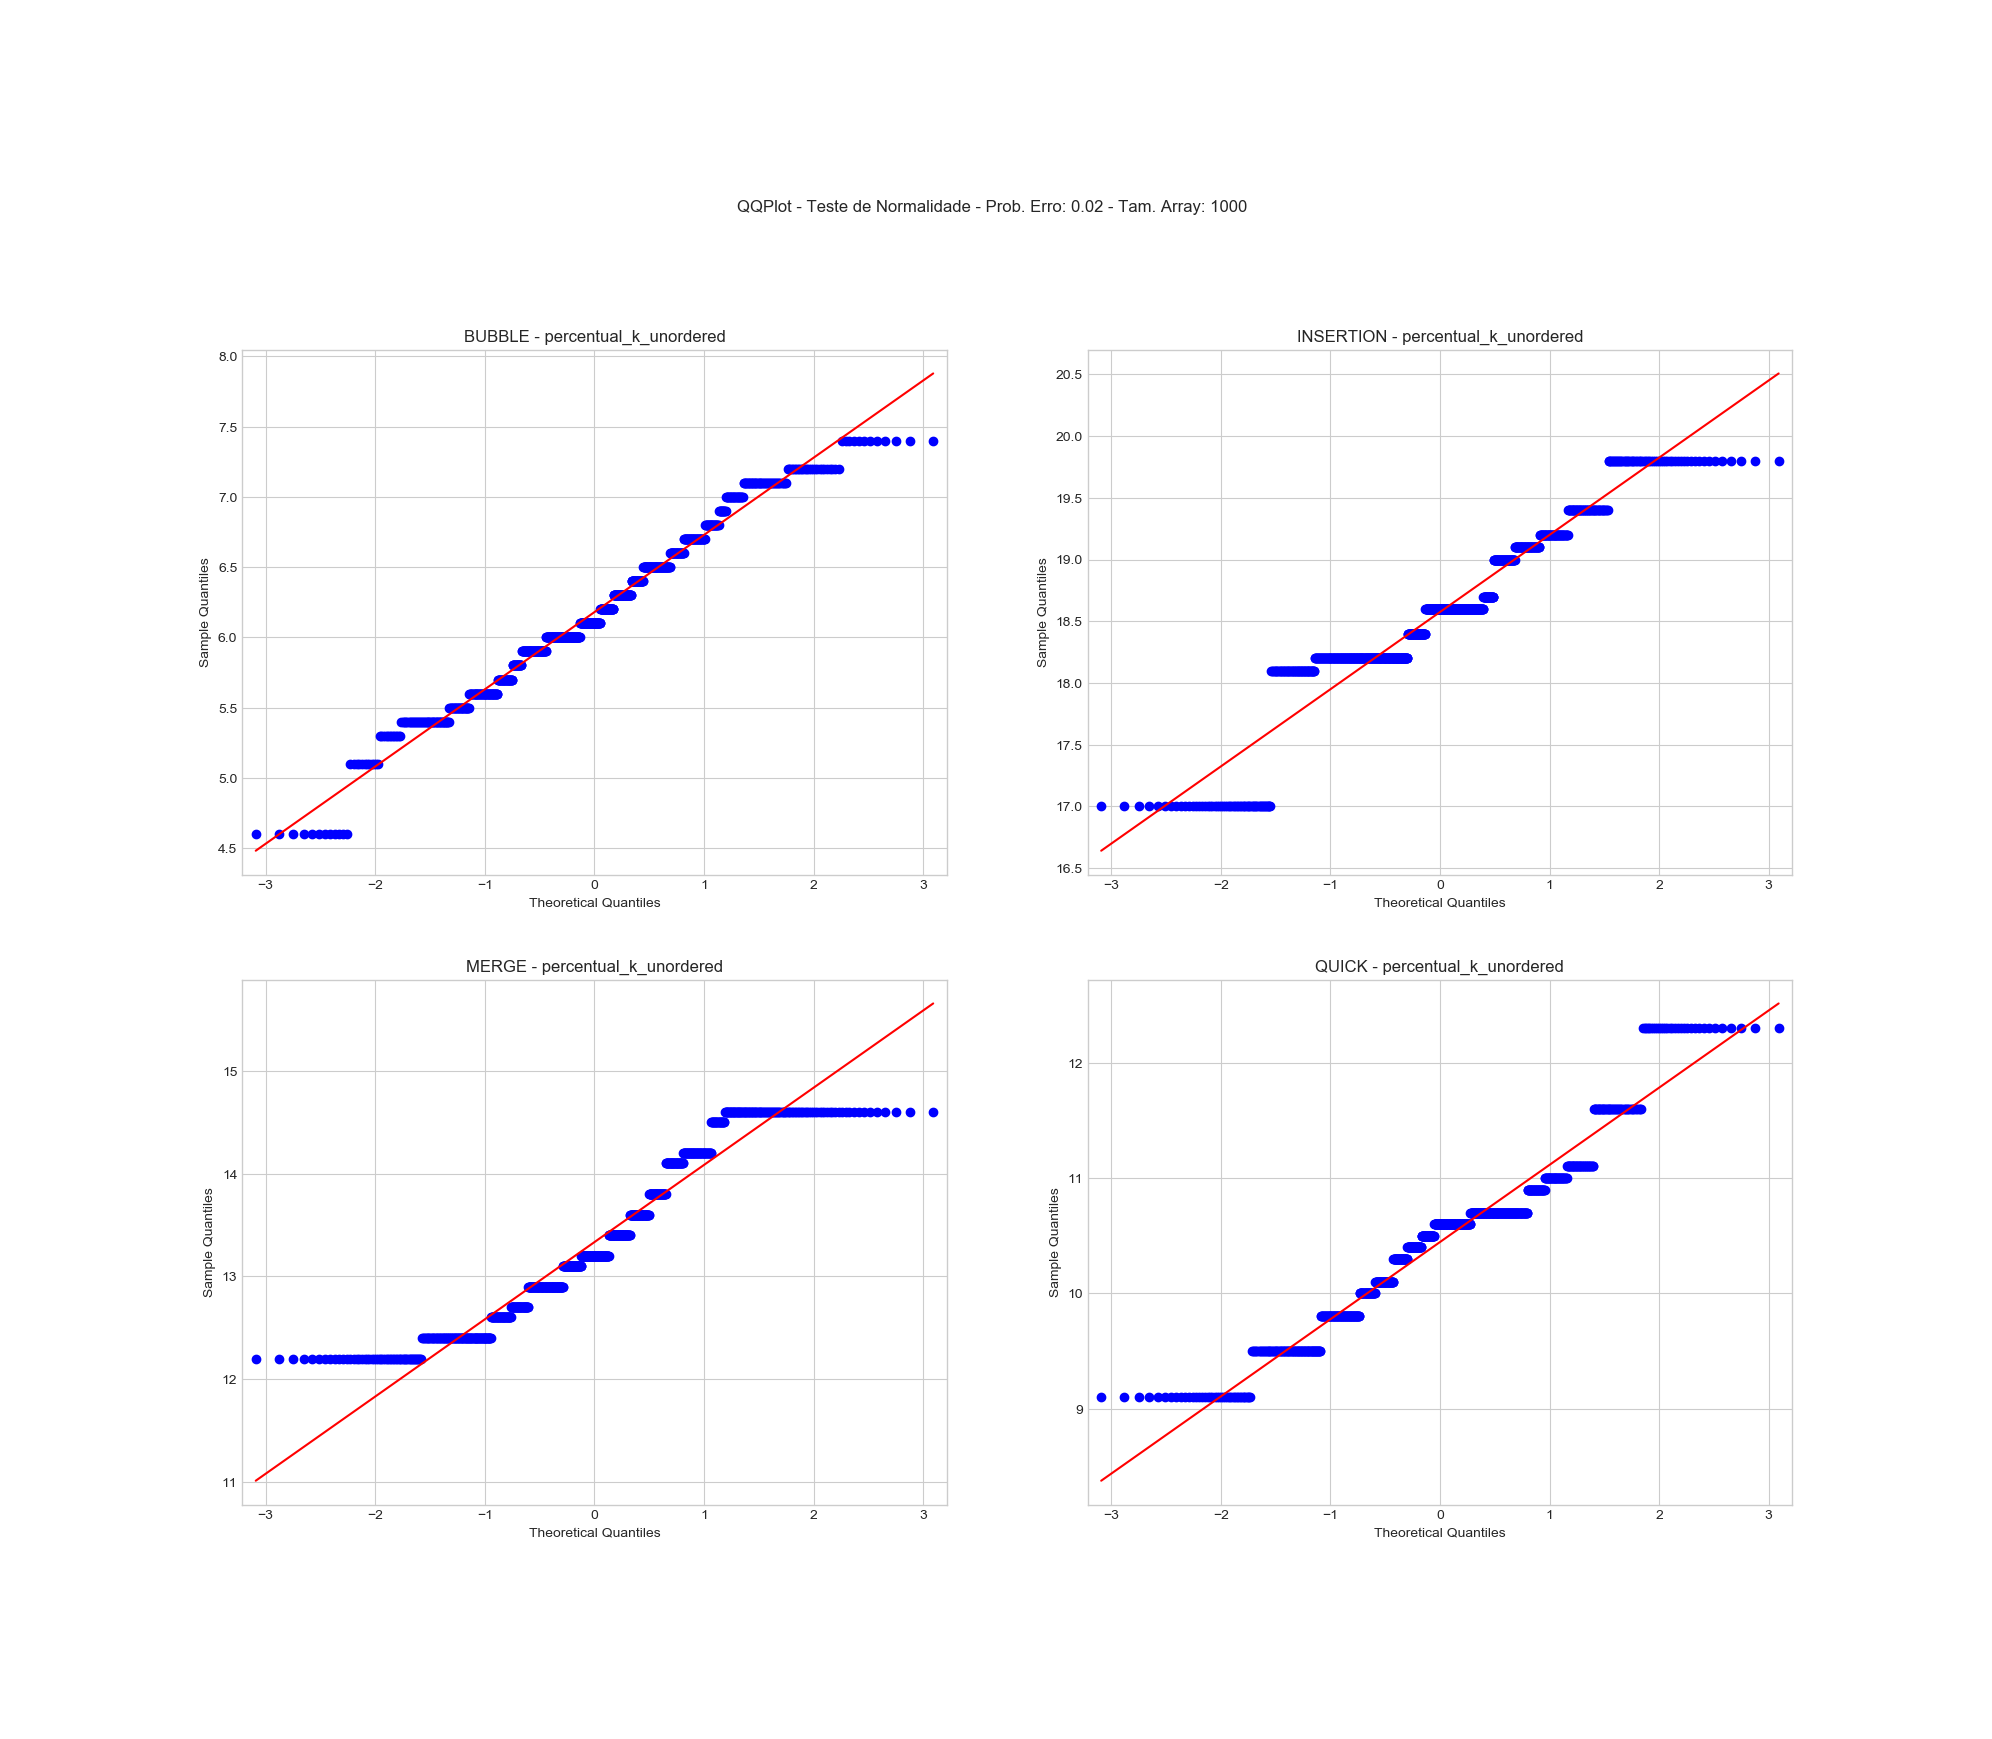 QQPlot - Teste de Normalidade - Prob. Erro: 0.02 - Tam. Array: 1000
BUBBLE - percentual_k_unordered
8.0
7.5
7.0
6.5
6.0
5.5
5.0
4.5
Sample Quantiles
−3 −2 −1 0 1 2 3
Theoretical Quantiles
INSERTION - percentual_k_unordered
20.5
20.0
19.5
19.0
18.5
18.0
17.5
17.0
16.5
Sample Quantiles
−3 −2 −1 0 1 2 3
Theoretical Quantiles
MERGE - percentual_k_unordered
15
14
13
12
11
Sample Quantiles
−3 −2 −1 0 1 2 3
Theoretical Quantiles
QUICK - percentual_k_unordered
12
11
10
9
Sample Quantiles
−3 −2 −1 0 1 2 3
Theoretical Quantiles